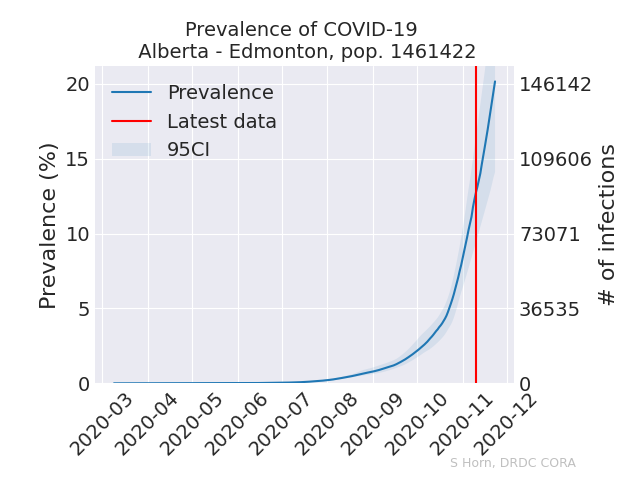 Prevalence of COVID-19
Alberta - Edmonton, pop. 1461422
Prevalence
Latest data
95CI
Prevalence (%)
20
15
10
5
0
146142
109606
73071
36535
0
# of infections
2020-03
2020-04
2020-05
2020-06
2020-07
2020-08
2020-09
2020-10
2020-11
2020-12
S Horn, DRDC CORA